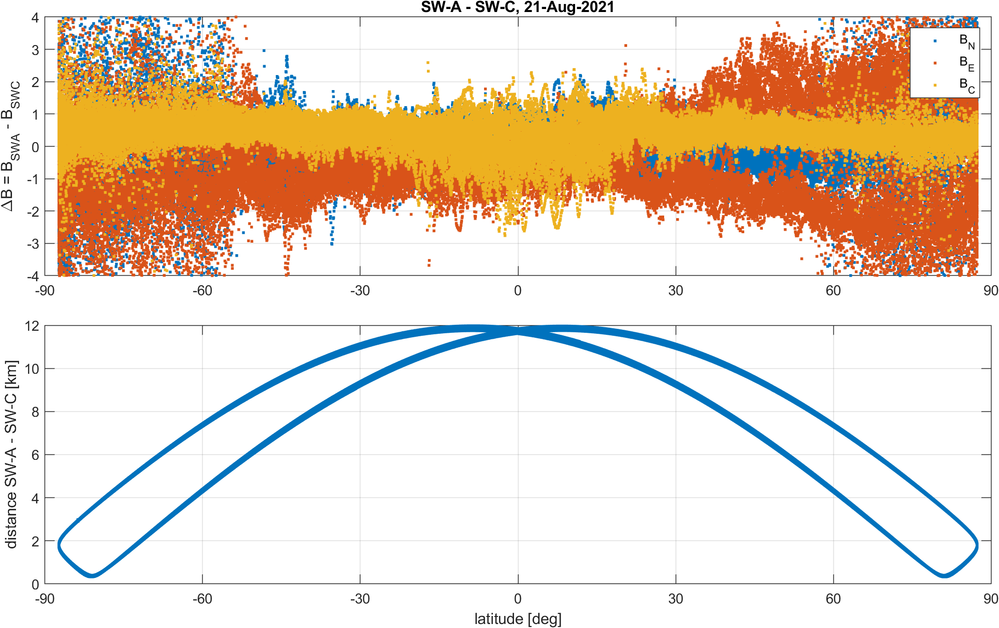 SW-A - SW-C, 21-Aug-2021
ΔB = B_SWA - B_SWC
4
3
2
1
0
-1
-2
-3
-4
B_N
B_E
B_C
-90 -60 -30 0 30 60 90
distance SW-A - SW-C [km]
12
10
8
6
4
2
0
-90 -60 -30 0 30 60 90
latitude [deg]